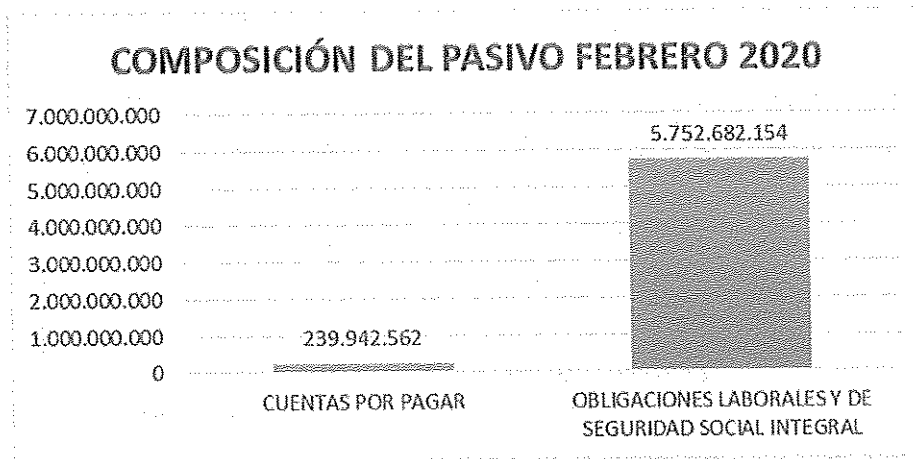 COMPOSICIÓN DEL PASIVO FEBRERO 2020
7.000.000.000
6.000.000.000
5.000.000.000
4.000.000.000
3.000.000.000
2.000.000.000
1.000.000.000
0
239.942.562
5.752.682.154
CUENTAS POR PAGAR
OBLIGACIONES LABORALES Y DE
SEGURIDAD SOCIAL INTEGRAL